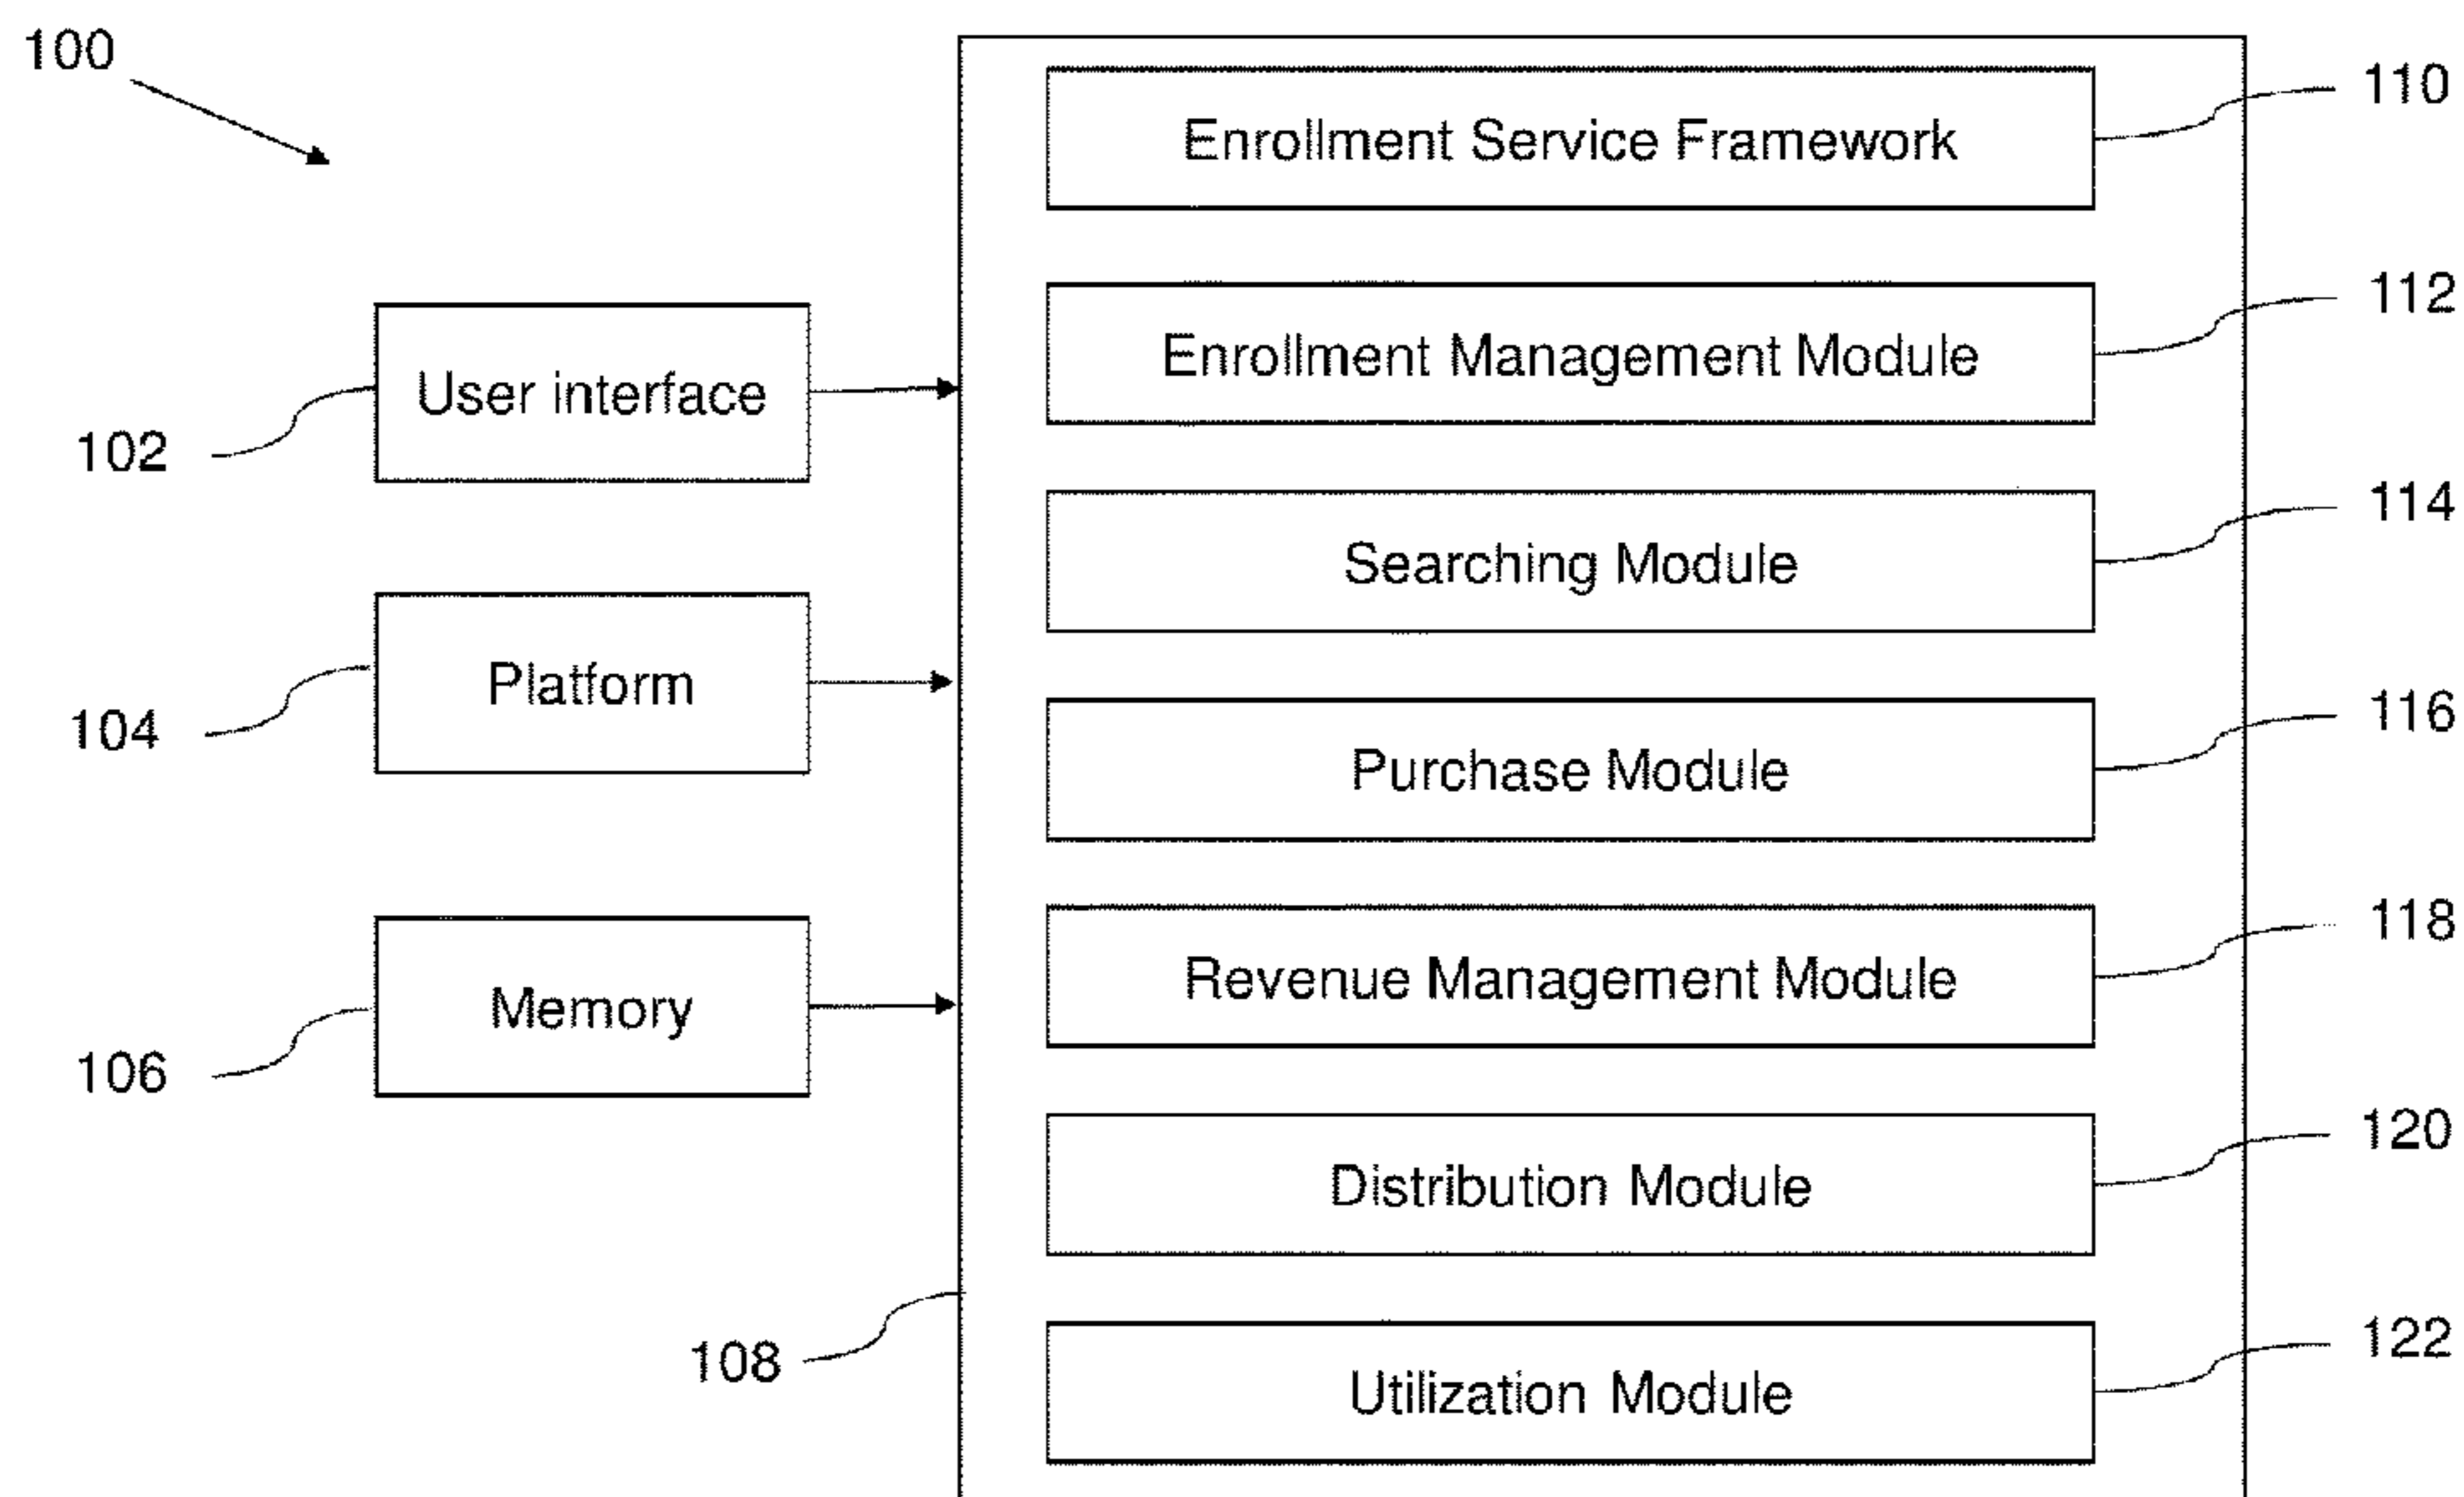 100
110
Enrollment Service Framework
112
Enrollment Management Module
User interface
102
114
Searching Module
Platform
104
116
Purchase Module
118
Revenue Management Module
Memory
106
120
Distribution Module
108
122
Utilization Module